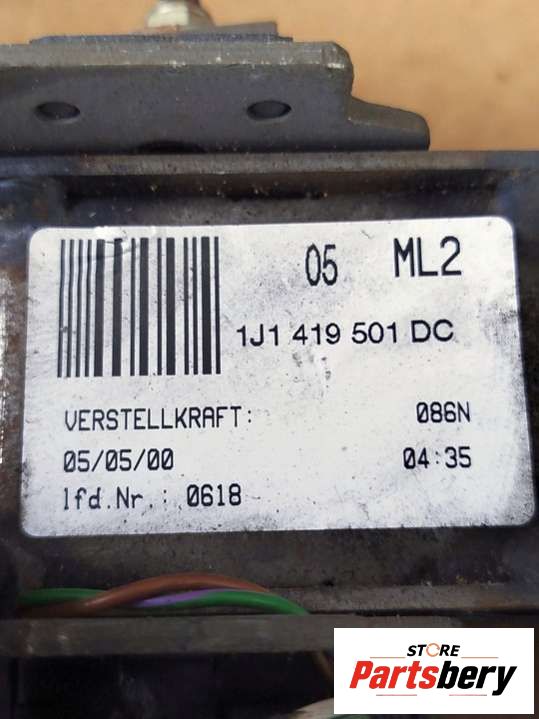 05 ML2
1J1 419 501 DC
VERSTELLKRAFT: 086N
05/05/00 04:35
lfd.Nr.: 0618
STORE
Partsbery